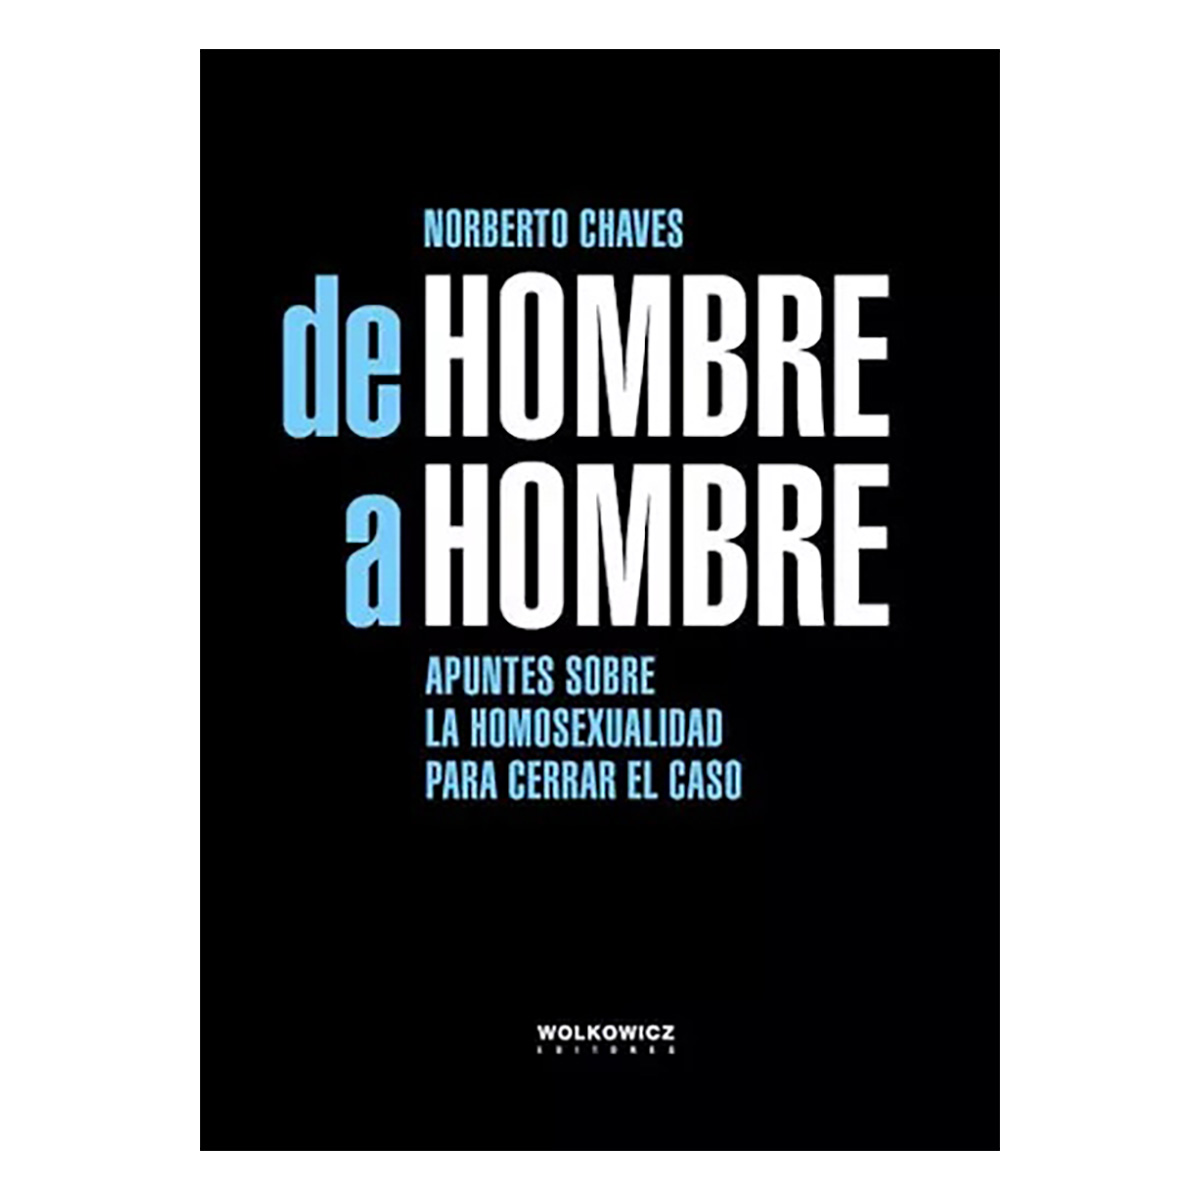 NORBERTO CHAVES
de HOMBRE
a HOMBRE
APUNTES SOBRE
LA HOMOSEXUALIDAD
PARA CERRAR EL CASO
WOLKOWICZ
EDITORES